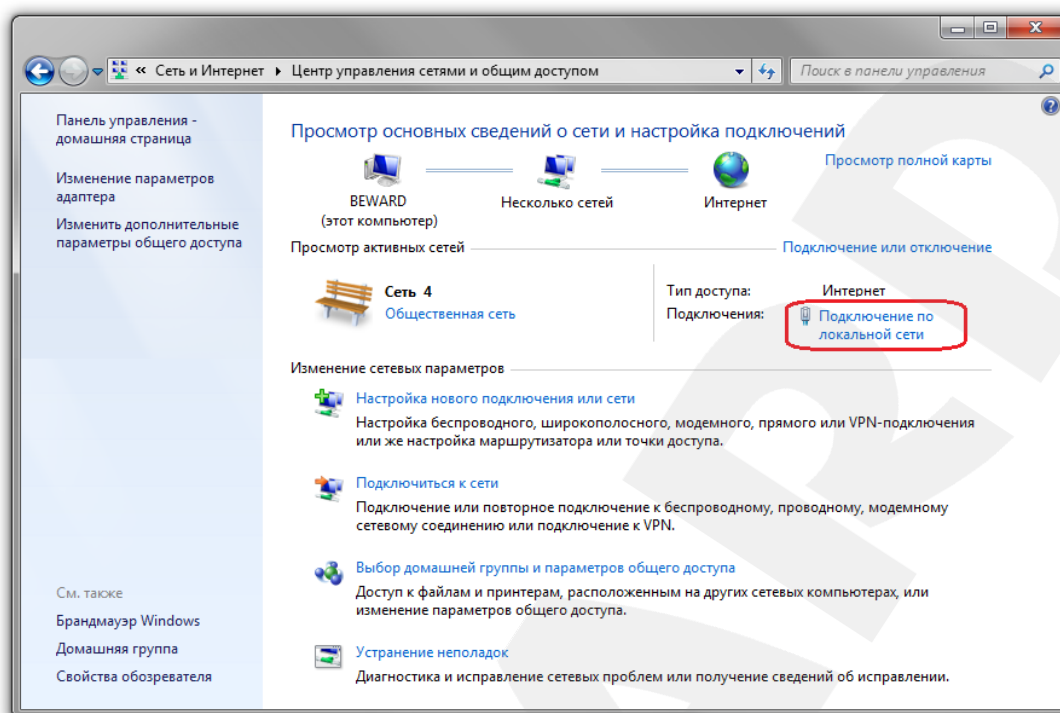 « Сеть и Интернет ▸ Центр управления сетями и общим доступом
Поиск в панели управления
Панель управления -
домашняя страница
Изменение параметров
адаптера
Изменить дополнительные
параметры общего доступа
См. также
Брандмауэр Windows
Домашняя группа
Свойства обозревателя
Просмотр основных сведений о сети и настройка подключений
Просмотр полной карты
BEWARD
(этот компьютер)
Несколько сетей
Интернет
Просмотр активных сетей
Подключение или отключение
Сеть 4
Общественная сеть
Тип доступа: Интернет
Подключения: Подключение по
локальной сети
Изменение сетевых параметров
Настройка нового подключения или сети
Настройка беспроводного, широкополосного, модемного, прямого или VPN-подключения
или же настройка маршрутизатора или точки доступа.
Подключиться к сети
Подключение или повторное подключение к беспроводному, проводному, модемному
сетевому соединению или подключение к VPN.
Выбор домашней группы и параметров общего доступа
Доступ к файлам и принтерам, расположенным на других сетевых компьютерах, или
изменение параметров общего доступа.
Устранение неполадок
Диагностика и исправление сетевых проблем или получение сведений об исправлении.